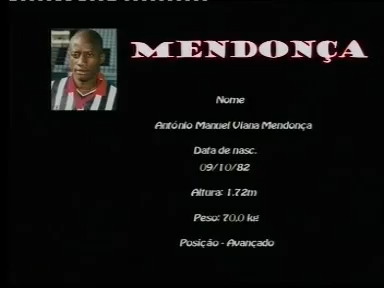 MENDONÇA
Nome
António Manuel Viana Mendonça
Data de nasc.
09/10/82
Altura: 1.72m
Peso: 70.0 kg
Posição - Avançado